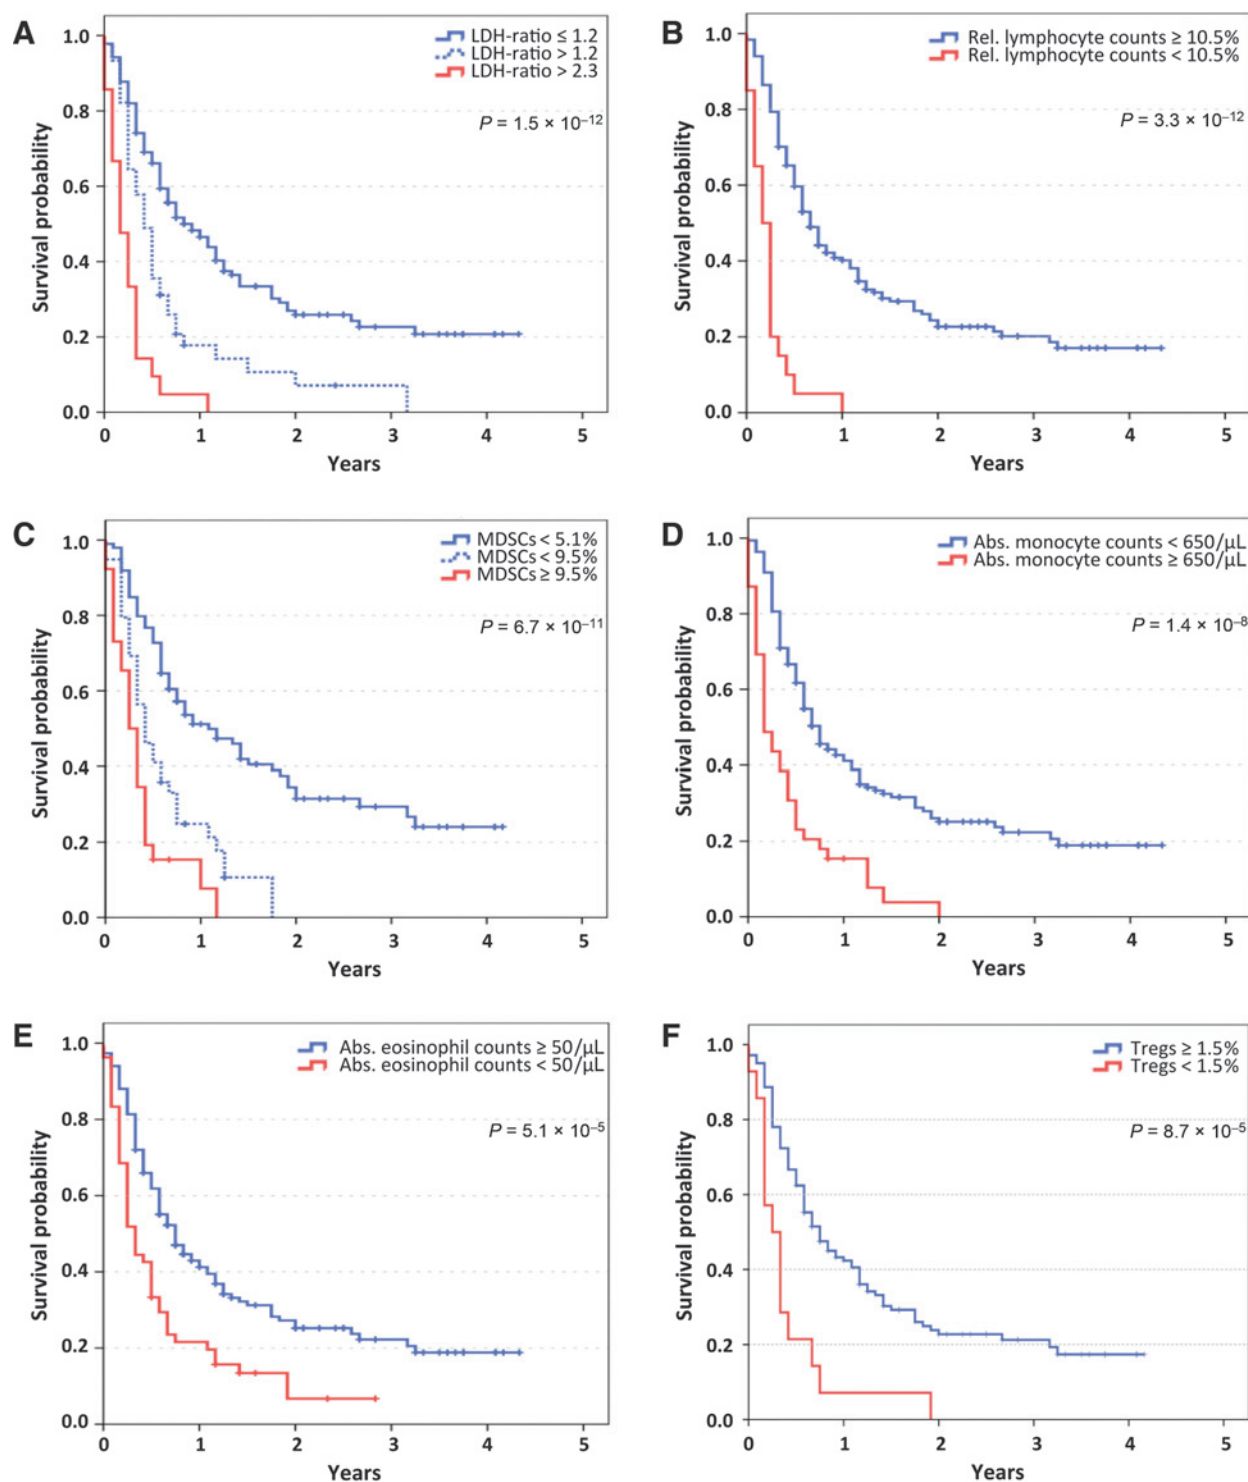 A
LDH-ratio ≤ 1.2
LDH-ratio > 1.2
LDH-ratio > 2.3
P = 1.5 × 10⁻¹²
Survival probability
1.0
0.8
0.6
0.4
0.2
0.0
0 1 2 3 4 5
Years
B
Rel. lymphocyte counts ≥ 10.5%
Rel. lymphocyte counts < 10.5%
P = 3.3 × 10⁻¹²
Survival probability
1.0
0.8
0.6
0.4
0.2
0.0
0 1 2 3 4 5
Years
C
MDSCs < 5.1%
MDSCs < 9.5%
MDSCs ≥ 9.5%
P = 6.7 × 10⁻¹¹
Survival probability
1.0
0.8
0.6
0.4
0.2
0.0
0 1 2 3 4 5
Years
D
Abs. monocyte counts < 650/µL
Abs. monocyte counts ≥ 650/µL
P = 1.4 × 10⁻⁸
Survival probability
1.0
0.8
0.6
0.4
0.2
0.0
0 1 2 3 4 5
Years
E
Abs. eosinophil counts ≥ 50/µL
Abs. eosinophil counts < 50/µL
P = 5.1 × 10⁻⁵
Survival probability
1.0
0.8
0.6
0.4
0.2
0.0
0 1 2 3 4 5
Years
F
Tregs ≥ 1.5%
Tregs < 1.5%
P = 8.7 × 10⁻⁵
Survival probability
1.0
0.8
0.6
0.4
0.2
0.0
0 1 2 3 4 5
Years